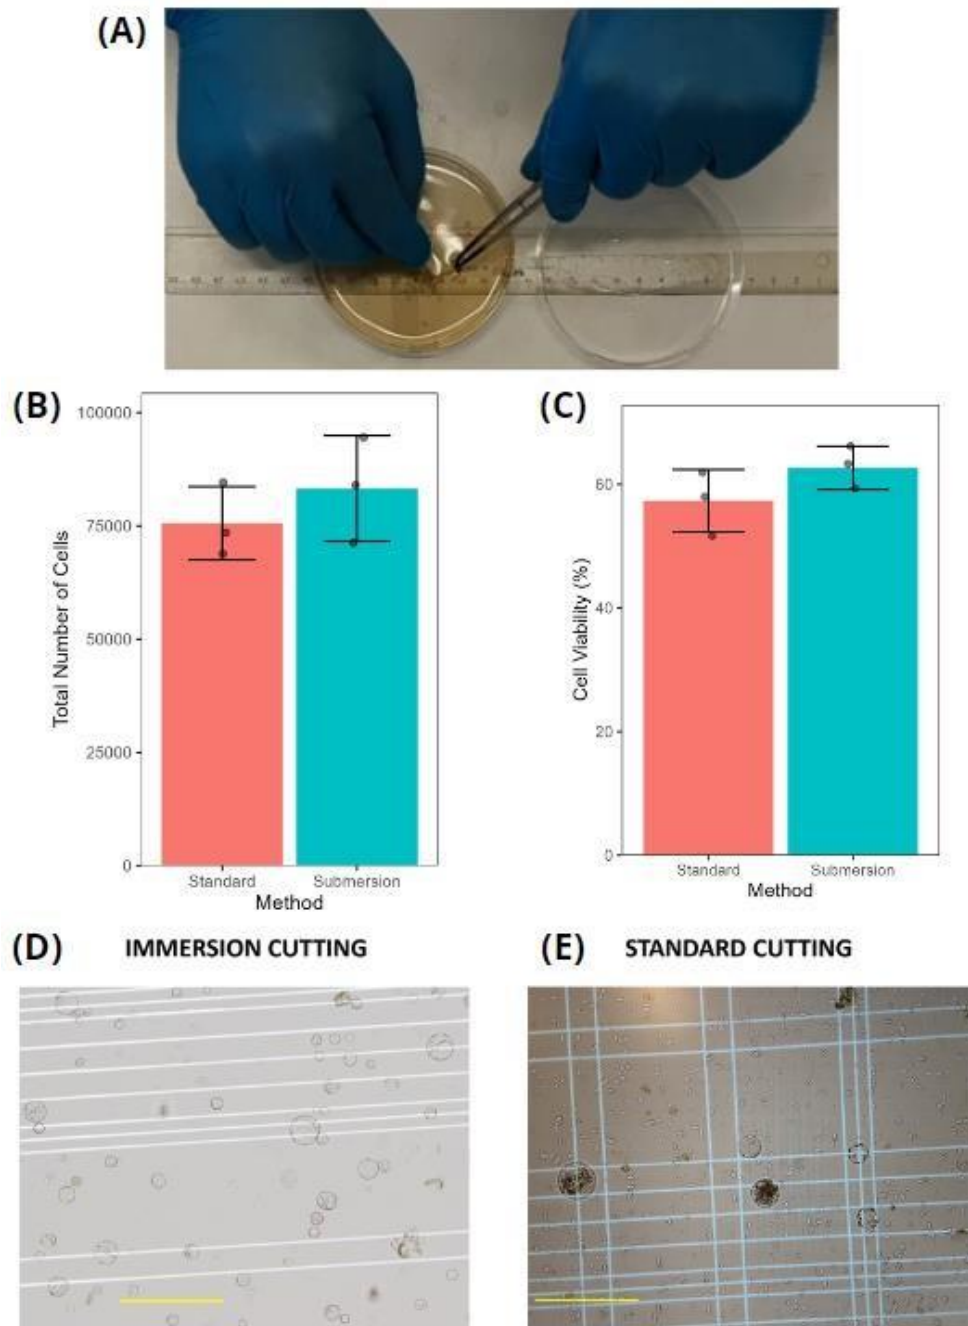 (A)
(B)
100000
75000
50000
25000
0
Total Number of Cells
Standard
Submersion
Method
(C)
60
40
20
0
Cell Viability (%)
Standard
Submersion
Method
(D)
IMMERSION CUTTING
(E)
STANDARD CUTTING